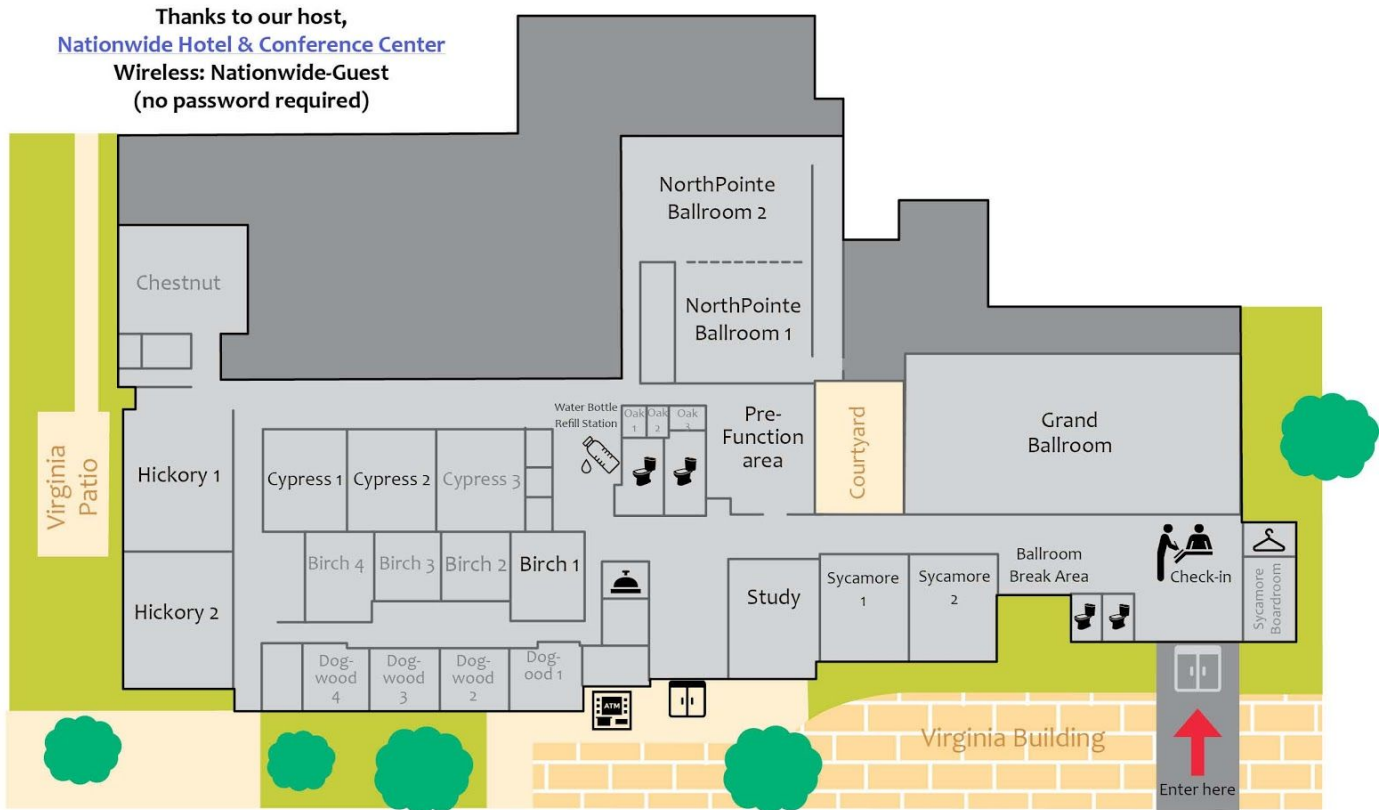 Thanks to our host,
Nationwide Hotel & Conference Center
Wireless: Nationwide-Guest
(no password required)
NorthPointe
Ballroom 2
Chestnut
NorthPointe
Ballroom 1
Water Bottle
Refill Station
Oak
1
Oak
2
Oak
3
Pre-
Function
area
Courtyard
Grand
Ballroom
Virginia
Patio
Hickory 1
Cypress 1
Cypress 2
Cypress 3
Birch 4
Birch 3
Birch 2
Birch 1
Hickory 2
Study
Sycamore
1
Sycamore
2
Ballroom
Break Area
Check-in
Sycamore
Boardroom
Dog-
wood
4
Dog-
wood
3
Dog-
wood
2
Dog-
ood 1
ATM
Virginia Building
Enter here